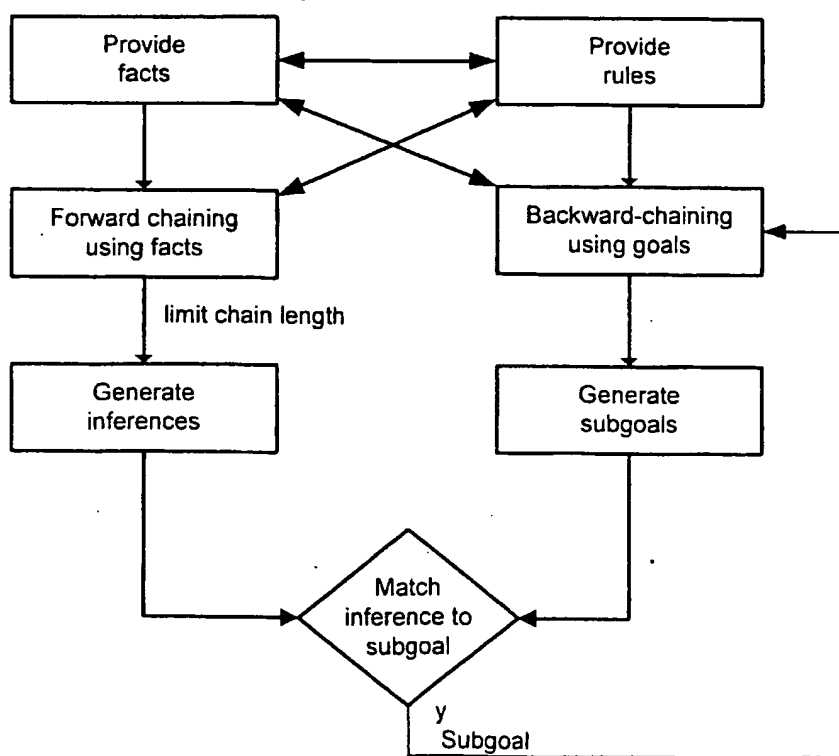 Provide
facts
Provide
rules
Forward chaining
using facts
Backward-chaining
using goals
limit chain length
Generate
inferences
Generate
subgoals
Match
inference to
subgoal
y
Subgoal